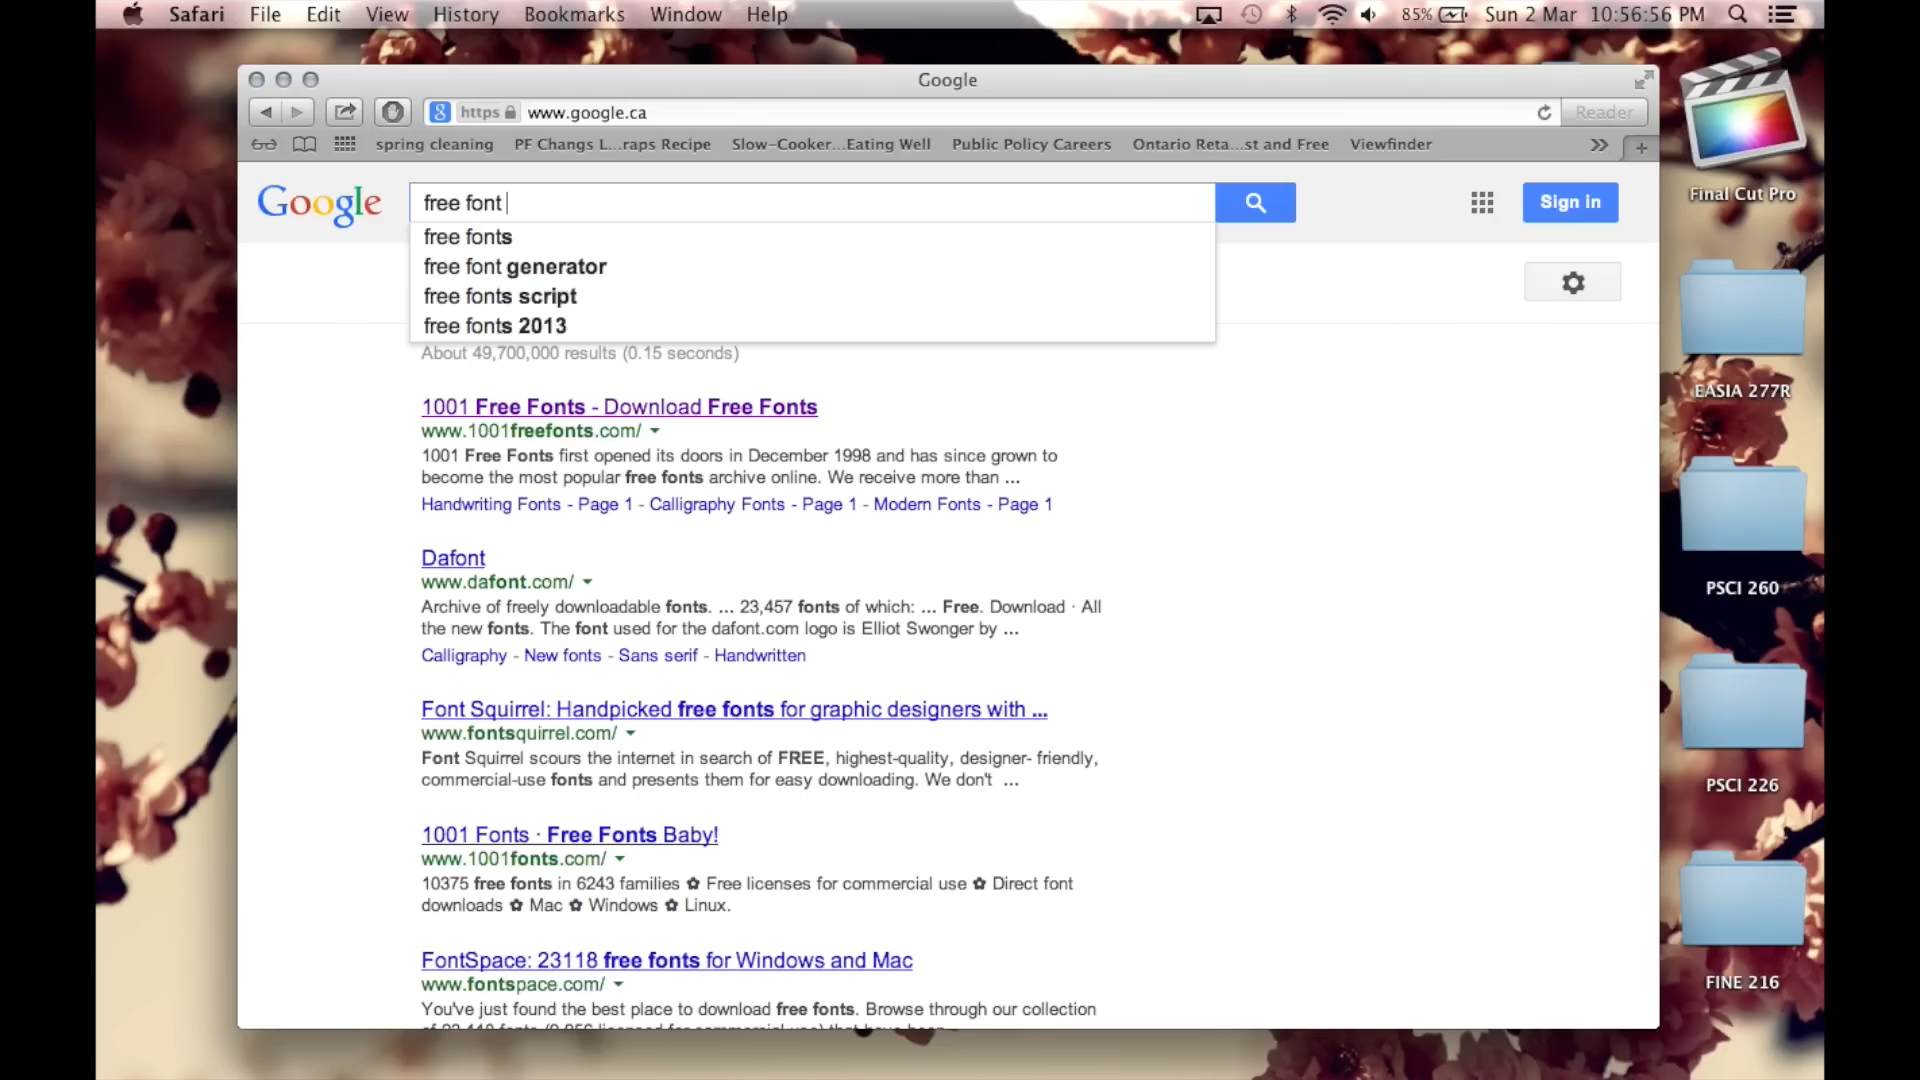 Safari File Edit View History Bookmarks Window Help 85% Sun 2 Mar 10:56:56 PM
Google
https www.google.ca Reader
spring cleaning PF Changs L...raps Recipe Slow-Cooker...Eating Well Public Policy Careers Ontario Reta...st and Free Viewfinder
Google free font Sign in
free fonts
free font generator
free fonts script
free fonts 2013
About 49,700,000 results (0.15 seconds)
1001 Free Fonts - Download Free Fonts
www.1001freefonts.com/
1001 Free Fonts first opened its doors in December 1998 and has since grown to
become the most popular free fonts archive online. We receive more than ...
Handwriting Fonts - Page 1 - Calligraphy Fonts - Page 1 - Modern Fonts - Page 1
Dafont
www.dafont.com/
Archive of freely downloadable fonts. ... 23,457 fonts of which: ... Free. Download · All
the new fonts. The font used for the dafont.com logo is Elliot Swonger by ...
Calligraphy - New fonts - Sans serif - Handwritten
Font Squirrel: Handpicked free fonts for graphic designers with ...
www.fontsquirrel.com/
Font Squirrel scours the internet in search of FREE, highest-quality, designer- friendly,
commercial-use fonts and presents them for easy downloading. We don't ...
1001 Fonts · Free Fonts Baby!
www.1001fonts.com/
10375 free fonts in 6243 families ✿ Free licenses for commercial use ✿ Direct font
downloads ✿ Mac ✿ Windows ✿ Linux.
FontSpace: 23118 free fonts for Windows and Mac
www.fontspace.com/
You've just found the best place to download free fonts. Browse through our collection
Final Cut Pro
EASIA 277R
PSCI 260
PSCI 226
FINE 216